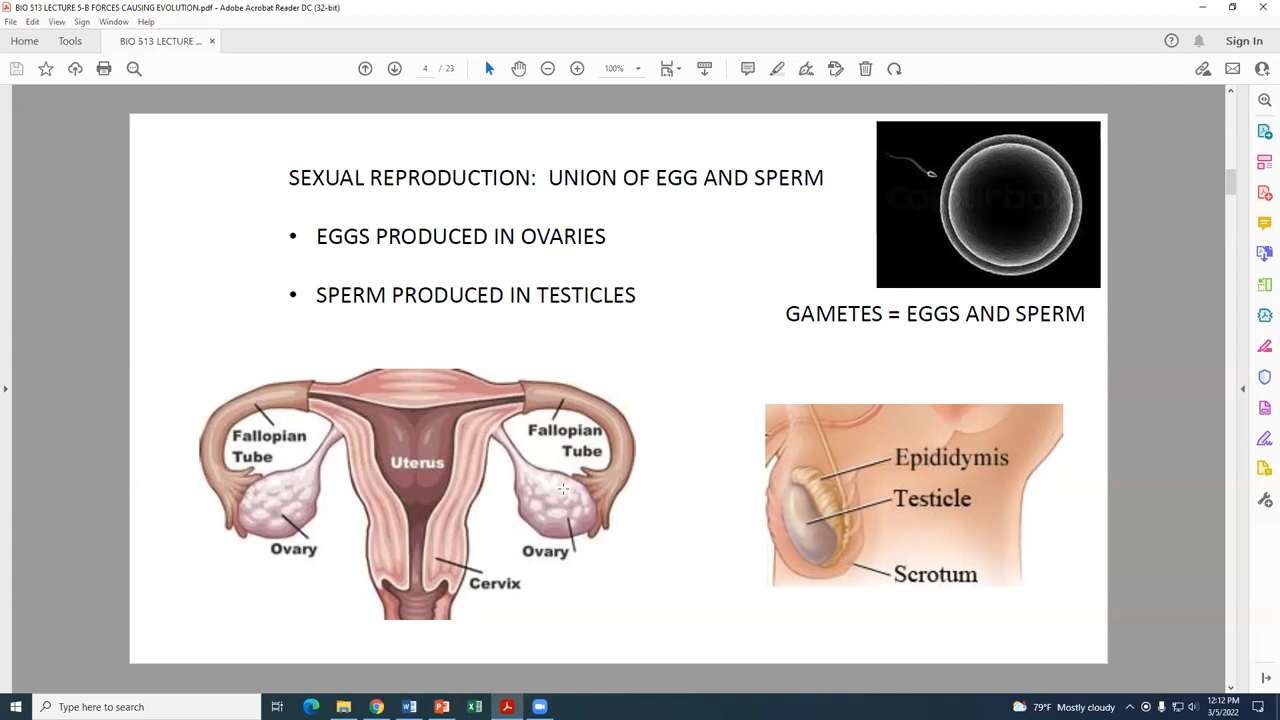 BIO 513 LECTURE 5-B FORCES CAUSING EVOLUTION.pdf - Adobe Acrobat Reader DC (32-bit)
File Edit View Sign Window Help
Home Tools BIO 513 LECTURE ... × Sign In
4 / 23 100%
SEXUAL REPRODUCTION: UNION OF EGG AND SPERM
• EGGS PRODUCED IN OVARIES
• SPERM PRODUCED IN TESTICLES
GAMETES = EGGS AND SPERM
Fallopian
Tube
Uterus
Fallopian
Tube
Ovary
Ovary
Cervix
Epididymis
Testicle
Scrotum
Type here to search
79°F Mostly cloudy
12:12 PM
3/5/2022